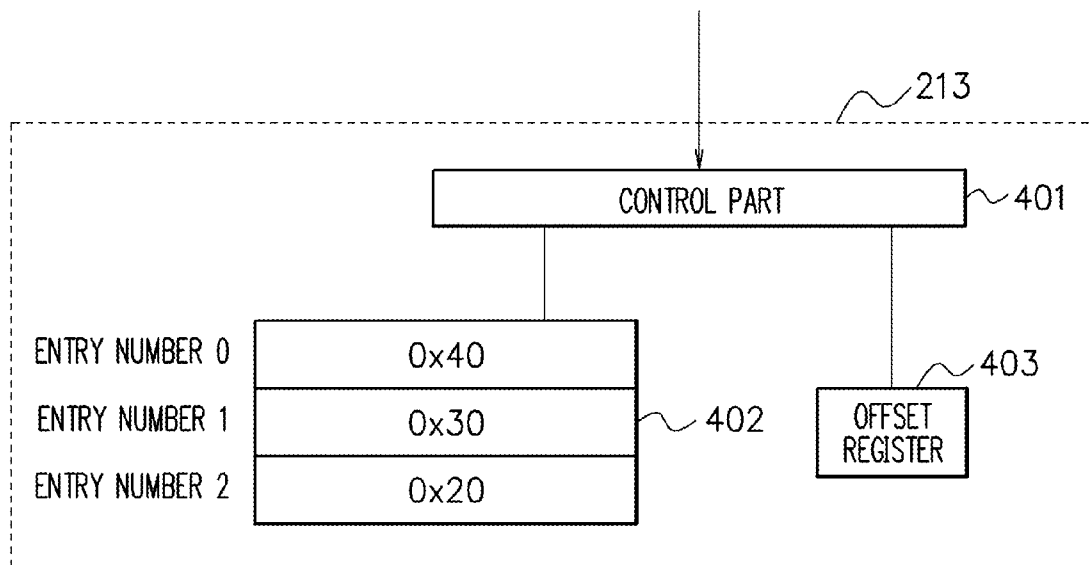 213
CONTROL PART
401
ENTRY NUMBER 0
0x40
403
ENTRY NUMBER 1
0x30
402
OFFSET
REGISTER
ENTRY NUMBER 2
0x20